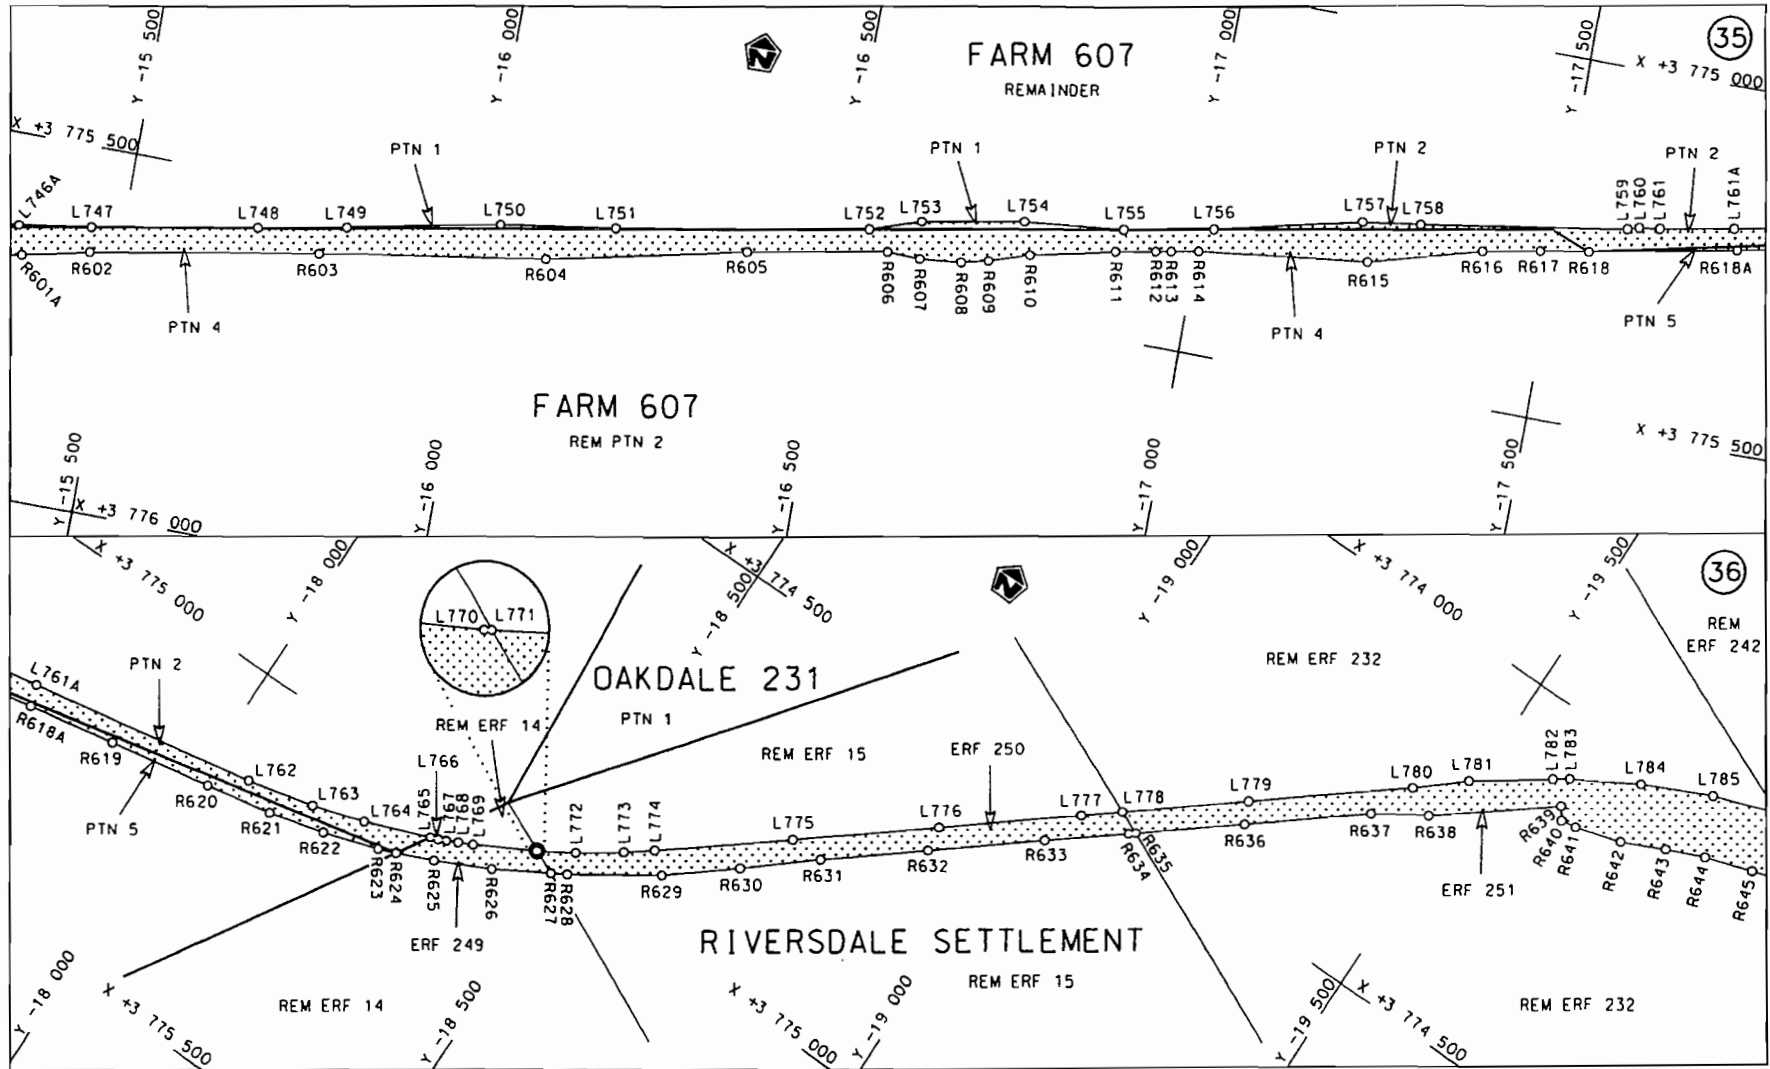 Y -15 500
Y -16 000
Y -16 500
Y -17 000
Y -17 500
35
N
FARM 607
REMAINDER
X +3 775 000
X +3 775 500
PTN 1
PTN 1
PTN 2
PTN 2
L746A
L747
L748
L749
L750
L751
L752
L753
L754
L755
L756
L757
L758
L759
L760
L761
L761A
R601A
R602
R603
R604
R605
R606
R607
R608
R609
R610
R611
R612
R613
R614
R615
R616
R617
R618
R618A
PTN 4
PTN 4
PTN 5
FARM 607
REM PTN 2
X +3 775 500
Y -15 500
X +3 776 000
Y -16 000
Y -16 500
Y -17 000
Y -17 500
X +3 775 000
Y -18 000
X +3 774 500
Y -18 500
N
Y -19 000
X +3 774 000
Y -19 500
36
REM
ERF 242
L770
L771
OAKDALE 231
PTN 1
REM ERF 232
REM ERF 14
REM ERF 15
ERF 250
PTN 2
L761A
L762
L763
L764
L765
L766
L767
L768
L769
L772
L773
L774
L775
L776
L777
L778
L779
L780
L781
L782
L783
L784
L785
R618A
R619
R620
R621
R622
R623
R624
R625
R626
R627
R628
R629
R630
R631
R632
R633
R634
R635
R636
R637
R638
R639
R640
R641
R642
R643
R644
R645
PTN 5
ERF 249
ERF 251
RIVERSDALE SETTLEMENT
REM ERF 14
REM ERF 15
REM ERF 232
Y -18 000
X +3 775 500
Y -18 500
X +3 775 000
Y -19 000
Y -19 500
X +3 774 500